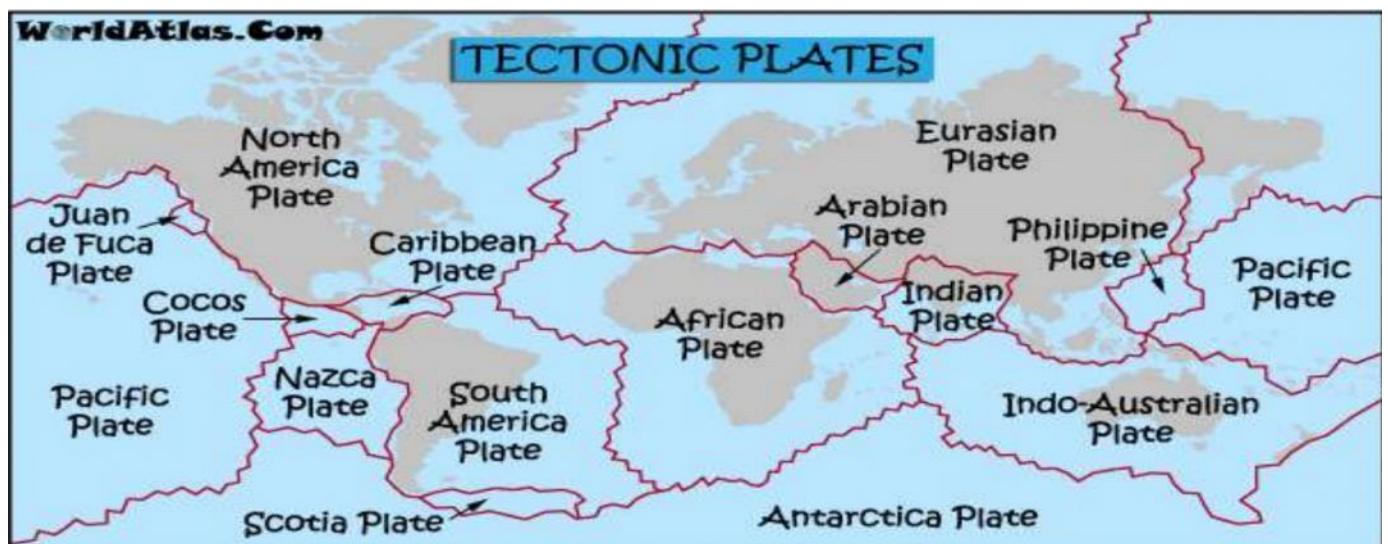 WorldAtlas.Com
TECTONIC PLATES
North
America
Plate
Eurasian
Plate
Juan
de Fuca
Plate
Caribbean
Plate
Arabian
Plate
Philippine
Plate
Pacific
Plate
Cocos
Plate
African
Plate
Indian
Plate
Pacific
Plate
Nazca
Plate
South
America
Plate
Indo-Australian
Plate
Scotia Plate
Antarctica Plate